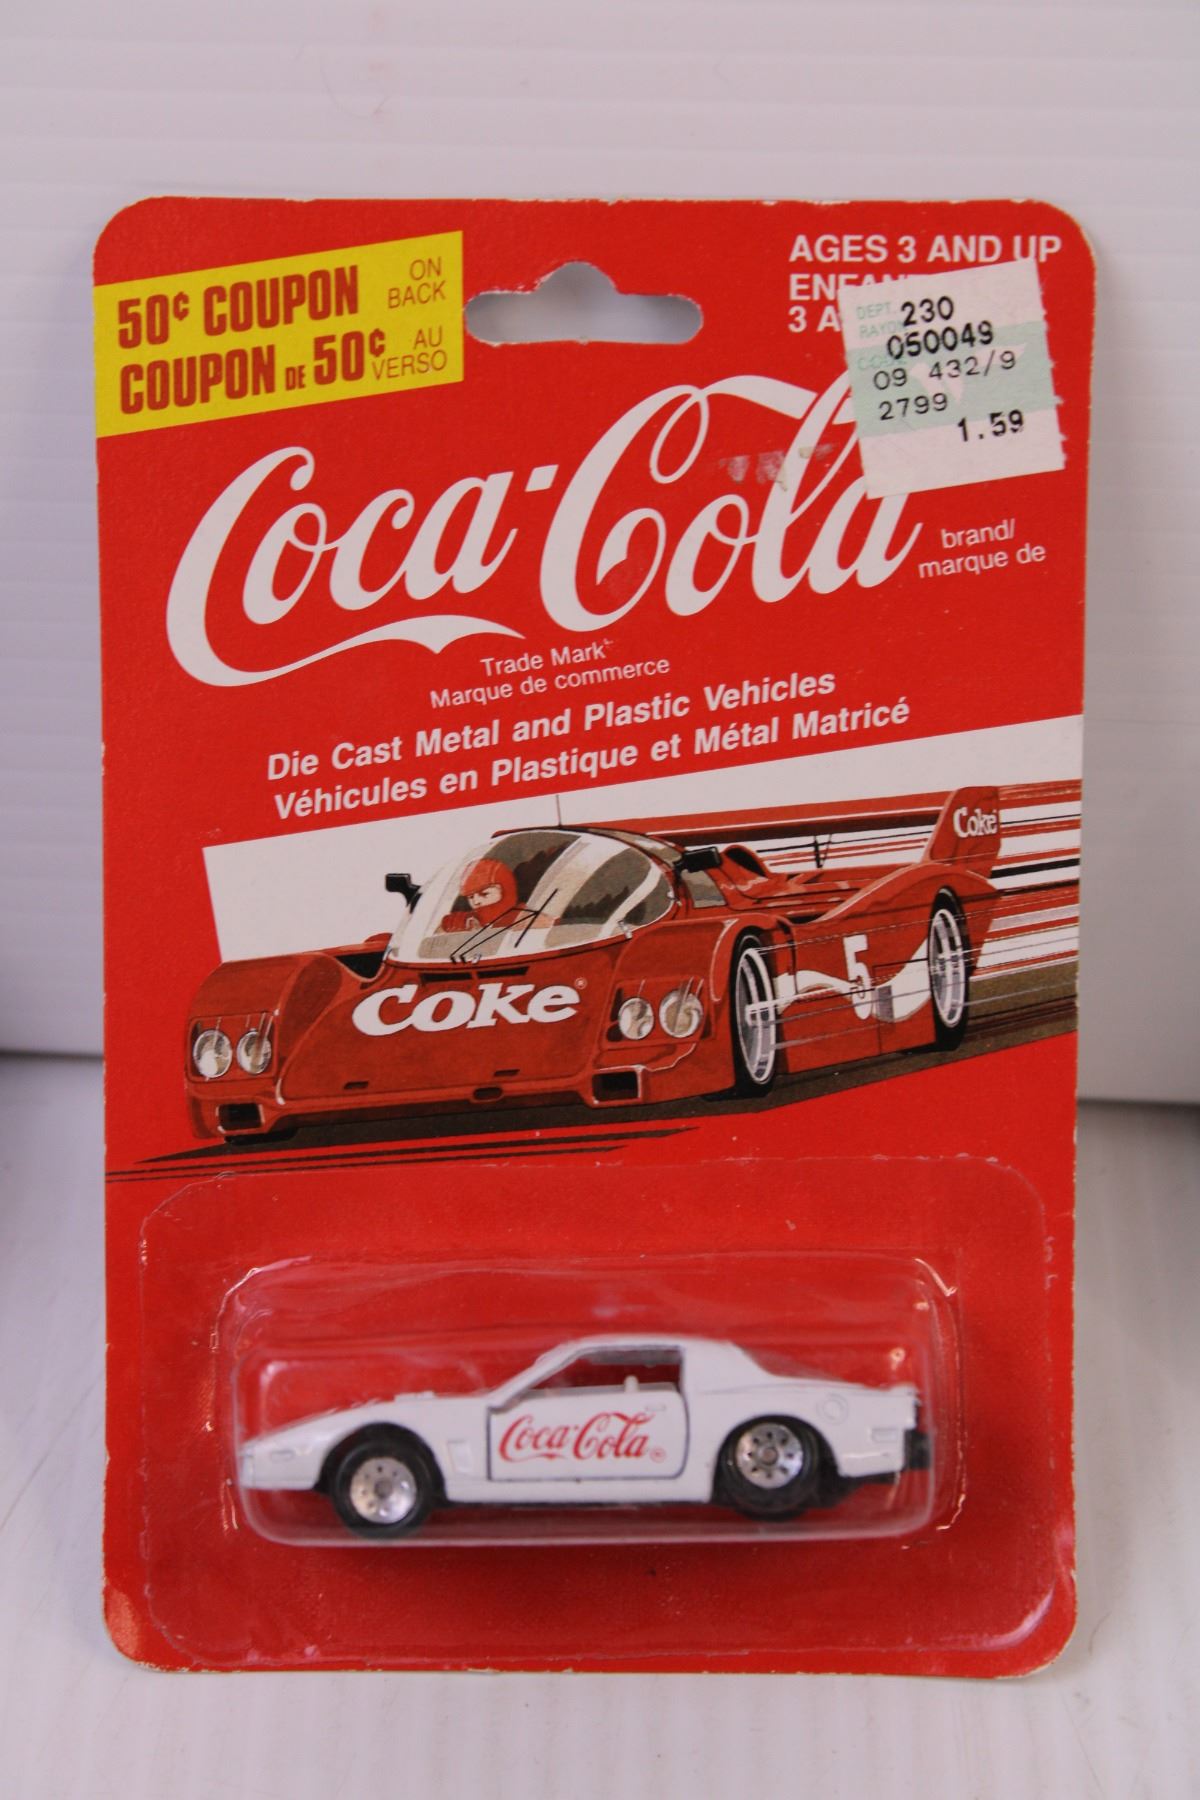 50¢ COUPON ON BACK
COUPON DE 50¢ AU VERSO
AGES 3 AND UP
3
DEPT. 230
050049
09 432/9
2799
1.59
Coca-Cola
brand/
marque de
Trade Mark
Marque de commerce
Die Cast Metal and Plastic Vehicles
Véhicules en Plastique et Métal Matricé
Coke
Coke®
5
Coca-Cola®